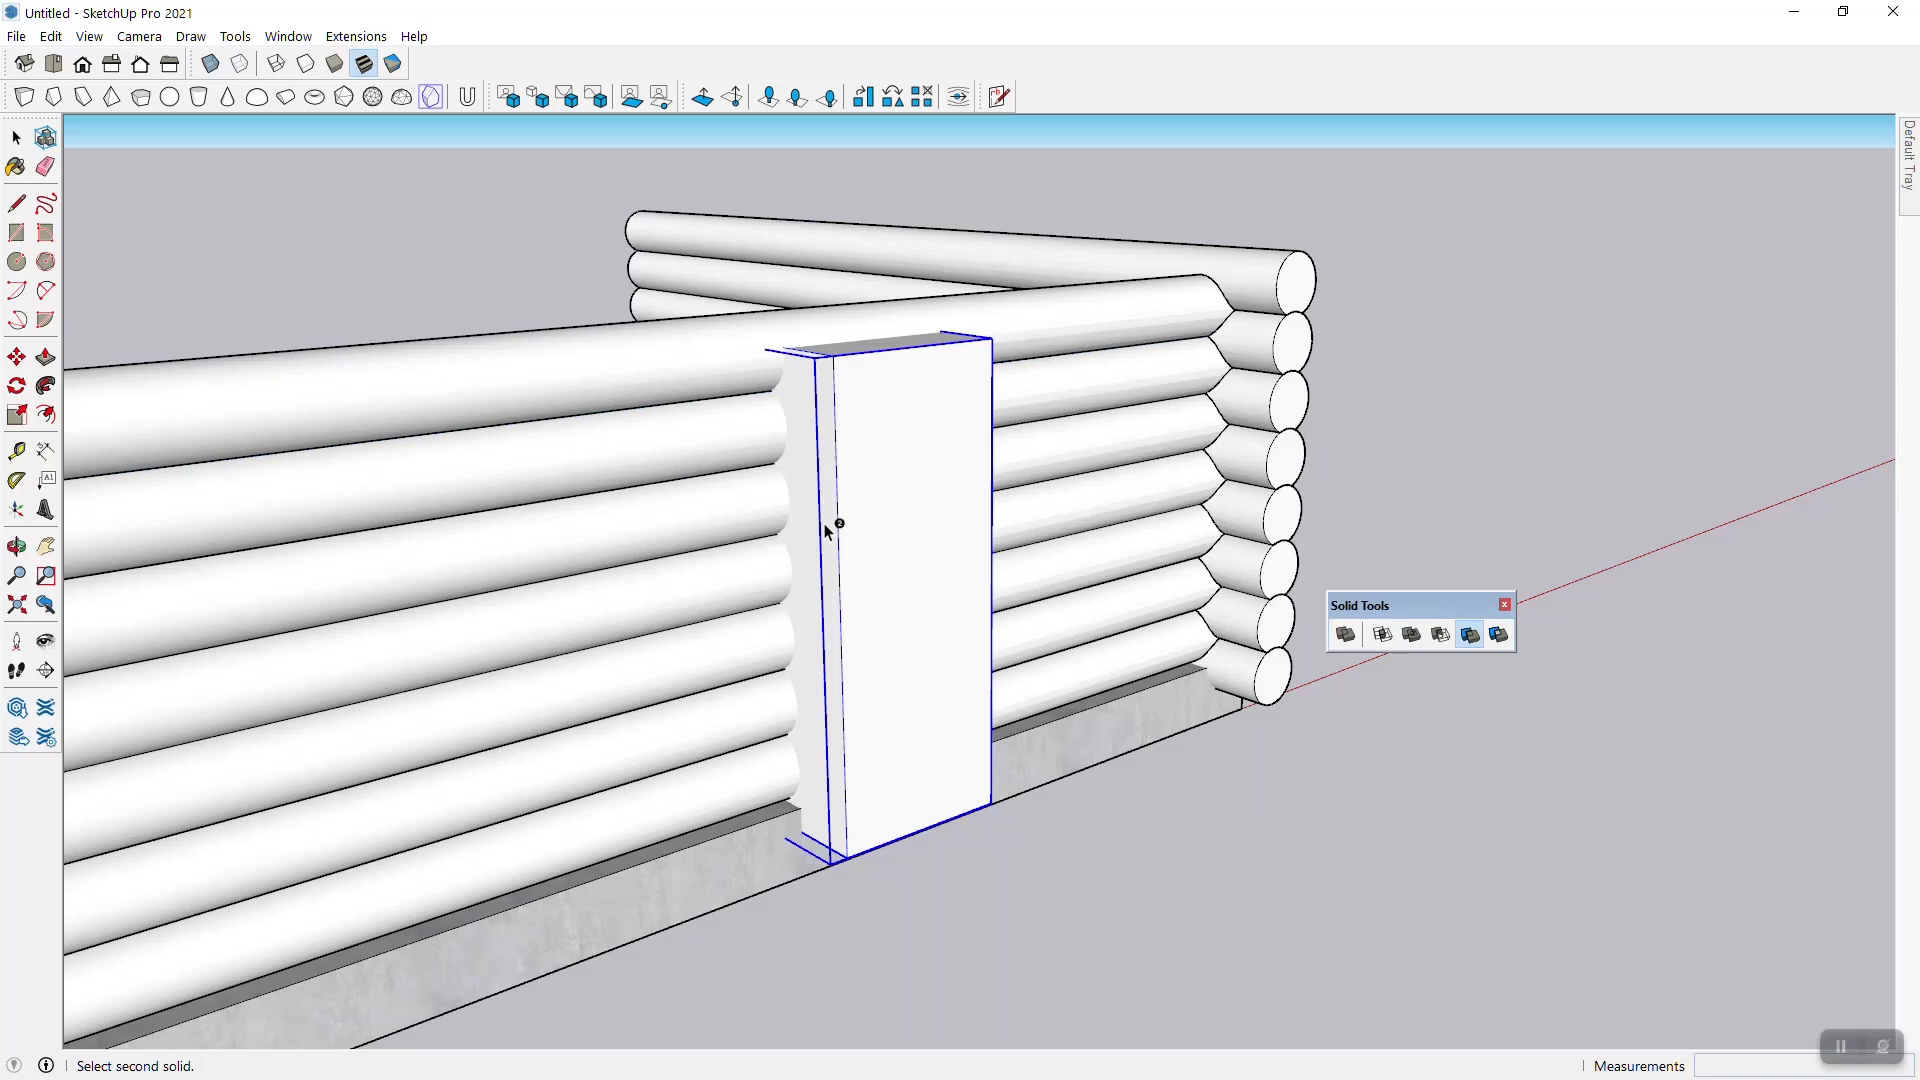 Untitled - SketchUp Pro 2021
File Edit View Camera Draw Tools Window Extensions Help
Default Tray
2
Solid Tools
Select second solid.
Measurements